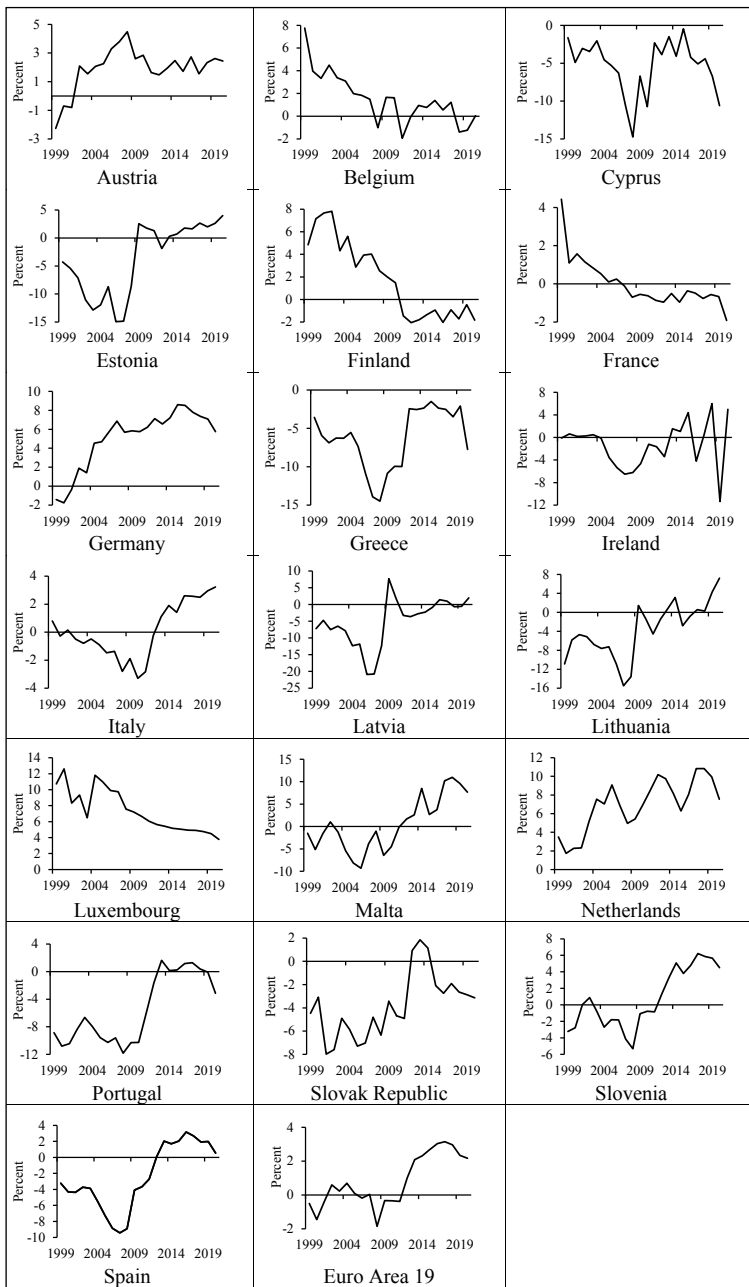 Percent
5
3
1
-1
-3
1999 2004 2009 2014 2019
Austria
Percent
8
6
4
2
0
-2
1999 2004 2009 2014 2019
Belgium
Percent
0
-5
-10
-15
1999 2004 2009 2014 2019
Cyprus
Percent
5
0
-5
-10
-15
1999 2004 2009 2014 2019
Estonia
Percent
8
6
4
2
0
-2
1999 2004 2009 2014 2019
Finland
Percent
4
2
0
-2
1999 2004 2009 2014 2019
France
Percent
10
8
6
4
2
0
-2
1999 2004 2009 2014 2019
Germany
Percent
0
-5
-10
-15
1999 2004 2009 2014 2019
Greece
Percent
8
4
0
-4
-8
-12
1999 2004 2009 2014 2019
Ireland
Percent
4
2
0
-2
-4
1999 2004 2009 2014 2019
Italy
Percent
10
5
0
-5
-10
-15
-20
-25
1999 2004 2009 2014 2019
Latvia
Percent
8
4
0
-4
-8
-12
-16
1999 2004 2009 2014 2019
Lithuania
Percent
14
12
10
8
6
4
2
0
1999 2004 2009 2014 2019
Luxembourg
Percent
15
10
5
0
-5
-10
1999 2004 2009 2014 2019
Malta
Percent
12
10
8
6
4
2
0
1999 2004 2009 2014 2019
Netherlands
Percent
4
0
-4
-8
-12
1999 2004 2009 2014 2019
Portugal
Percent
2
0
-2
-4
-6
-8
1999 2004 2009 2014 2019
Slovak Republic
Percent
8
6
4
2
0
-2
-4
-6
1999 2004 2009 2014 2019
Slovenia
Percent
4
2
0
-2
-4
-6
-8
-10
1999 2004 2009 2014 2019
Spain
Percent
4
2
0
-2
1999 2004 2009 2014 2019
Euro Area 19